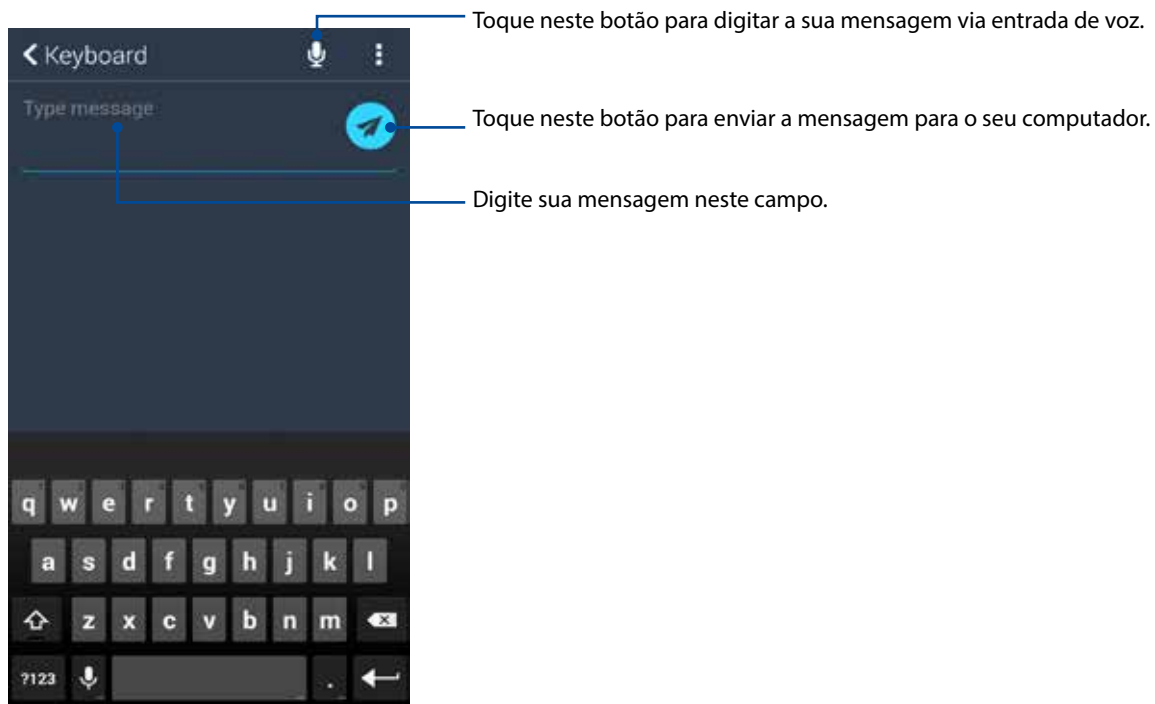 Toque neste botão para digitar a sua mensagem via entrada de voz.
Keyboard
Type message
Toque neste botão para enviar a mensagem para o seu computador.
Digite sua mensagem neste campo.
q w e r t y u i o p
a s d f g h j k l
z x c v b n m
?123 .